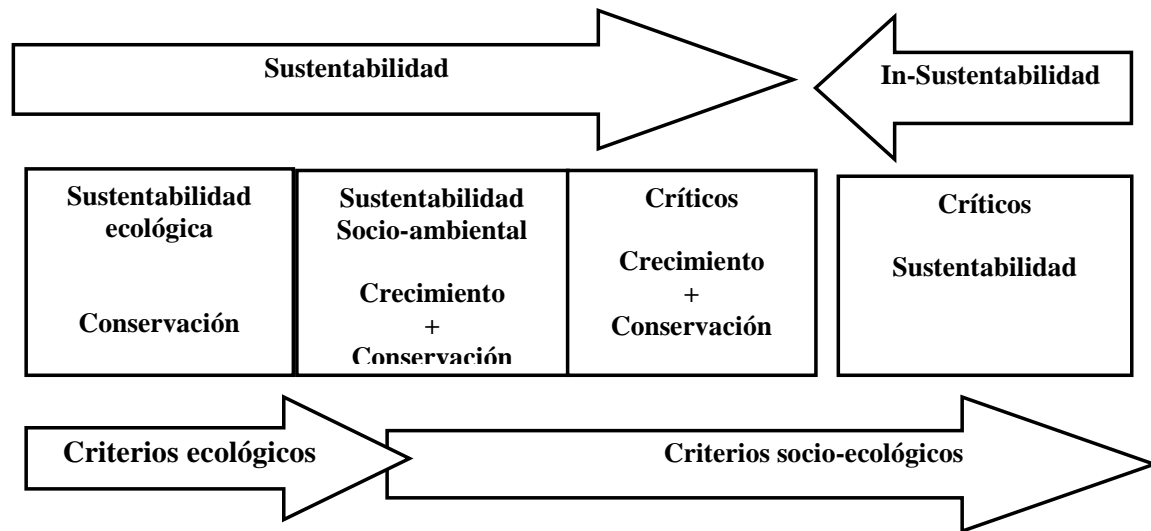 Sustentabilidad
In-Sustentabilidad
Sustentabilidad
ecológica
Conservación
Sustentabilidad
Socio-ambiental
Crecimiento
+
Conservación
Críticos
Crecimiento
+
Conservación
Críticos
Sustentabilidad
Criterios ecológicos
Criterios socio-ecológicos